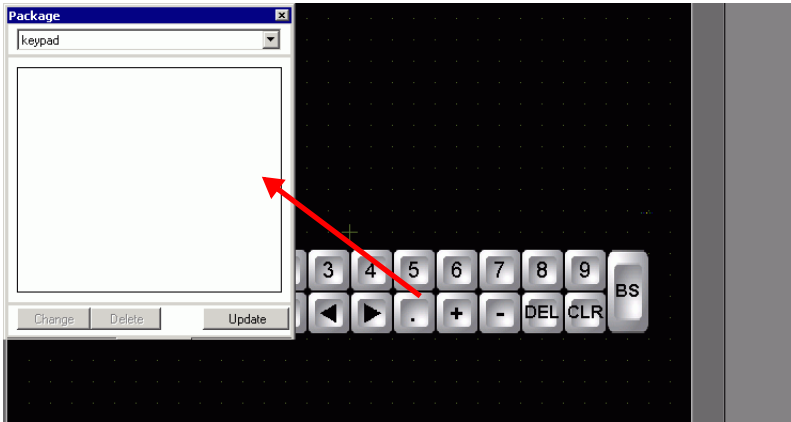 Package
keypad
3 4 5 6 7 8 9 BS
. + - DEL CLR
Change Delete Update